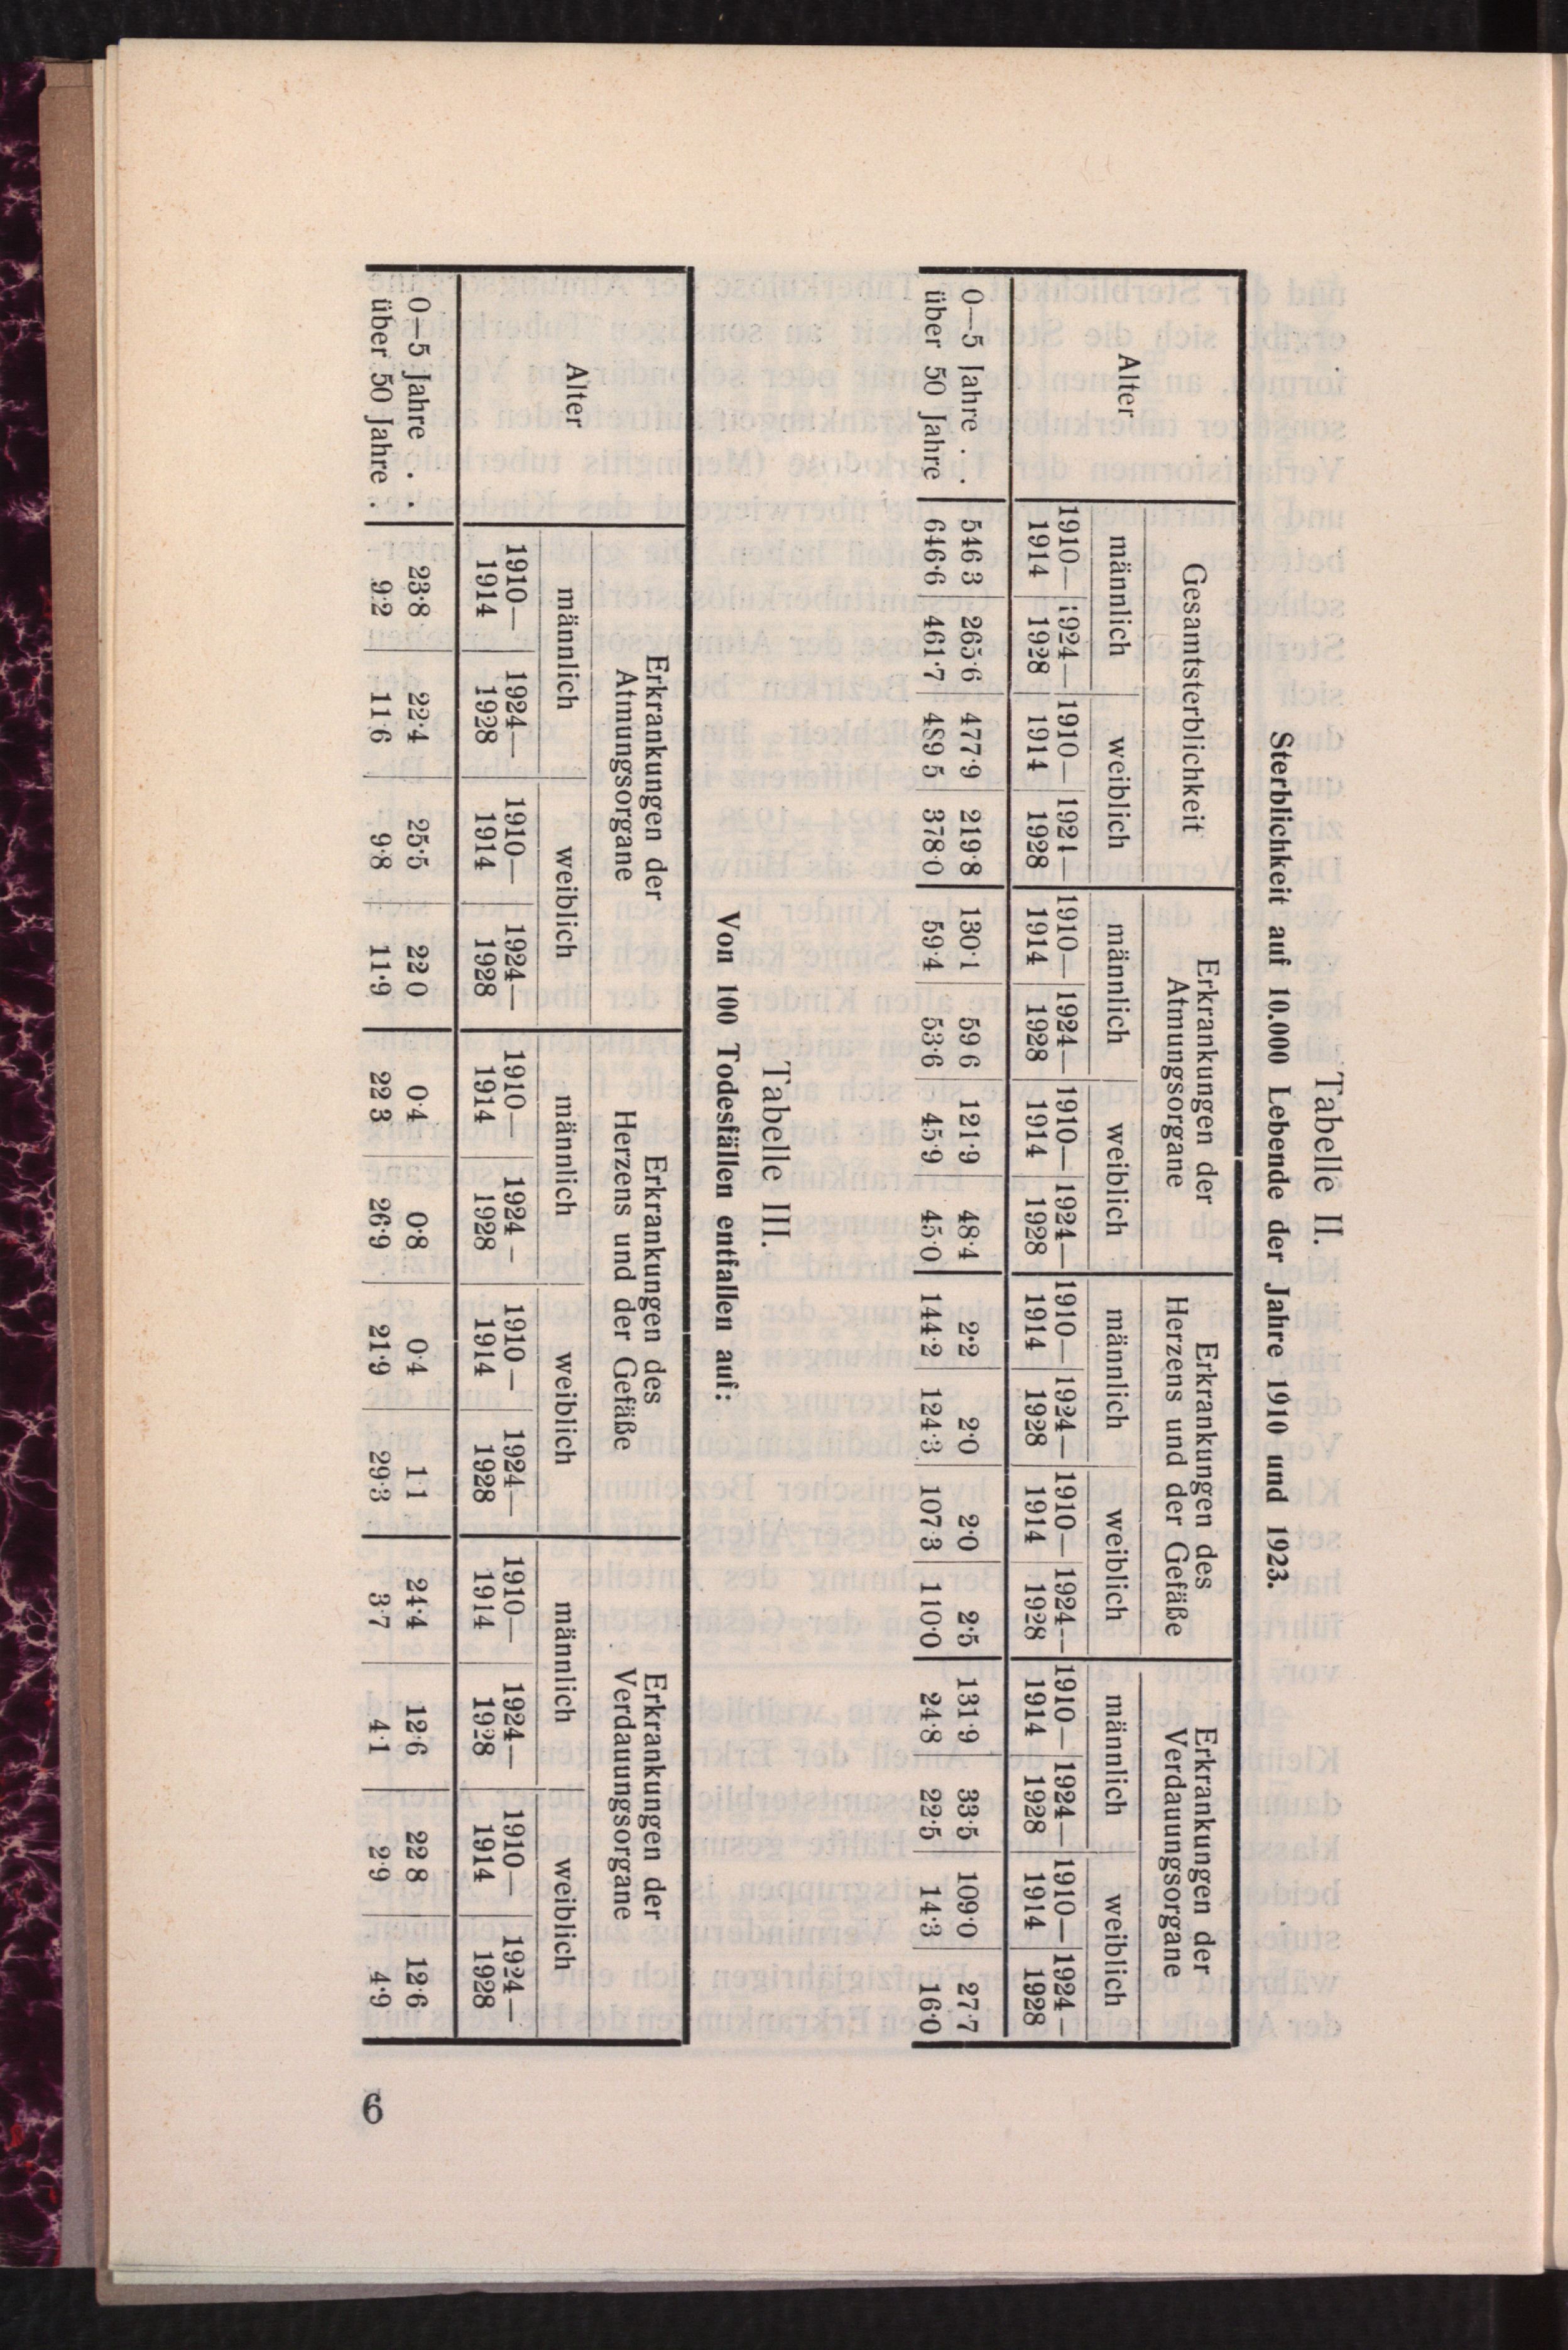 Tabelle II.
Sterblichkeit auf 10.000 Lebende der Jahre 1910 und 1923.
Alter Gesamtsterblichkeit Erkrankungen der Atmungsorgane Erkrankungen des Herzens und der Gefäße Erkrankungen der Verdauungsorgane
männlich weiblich männlich weiblich männlich weiblich männlich weiblich
1910— 1924— 1910— 1921— 1910— 1924— 1910— 1924— 1910— 1924— 1910— 1924— 1910— 1924— 1910— 1924—
1914 1928 1914 1928 1914 1928 1914 1928 1914 1928 1914 1928 1914 1928 1914 1928
0—5 Jahre . . 546 3 265·6 477·9 219·8 130·1 59 6 121·9 48·4 2·2 2·0 2·0 2·5 131·9 33·5 109·0 27·7
über 50 Jahre 646·6 461·7 489 5 378·0 59·4 53·6 45·9 45·0 144·2 124·3 107·3 110·0 24·8 22·5 14·3 16·0
Tabelle III.
Von 100 Todesfällen entfallen auf:
Alter Erkrankungen der Atmungsorgane Erkrankungen des Herzens und der Gefäße Erkrankungen der Verdauungsorgane
männlich weiblich männlich weiblich männlich weiblich
1910— 1924— 1910— 1924— 1910— 1924 – 1910 – 1924— 1910— 1924— 1910— 1924—
1914 1928 1914 1928 1914 1928 1914 1928 1914 1928 1914 1928
0—5 Jahre . . 23·8 22·4 25·5 22 0 0·4 0·8 0·4 1·1 24·4 12·6 22 8 12·6
über 50 Jahre . 9·2 11·6 9·8 11·9 22 3 26·9 21·9 29·3 3·7 4·1 2·9 4·9
6